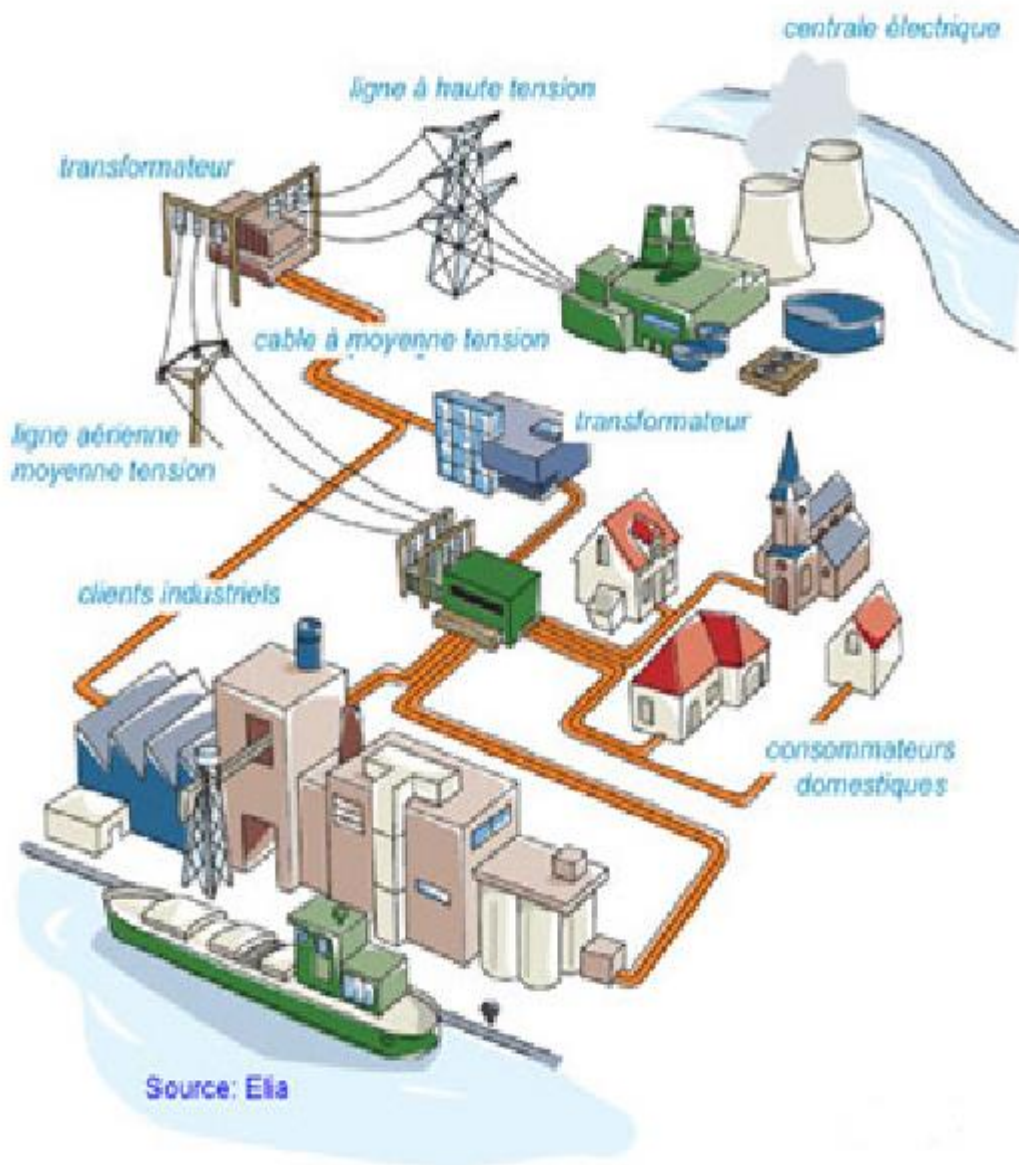 centrale électrique
ligne à haute tension
transformateur
cable à moyenne tension
transformateur
ligne aérienne
moyenne tension
clients industriels
consommateurs
domestiques
Source: Elia